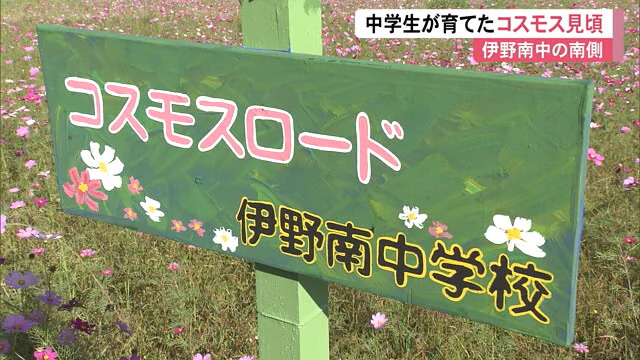 中学生が育てたコスモス見頃
伊野南中の南側
コスモスロード
伊野南中学校